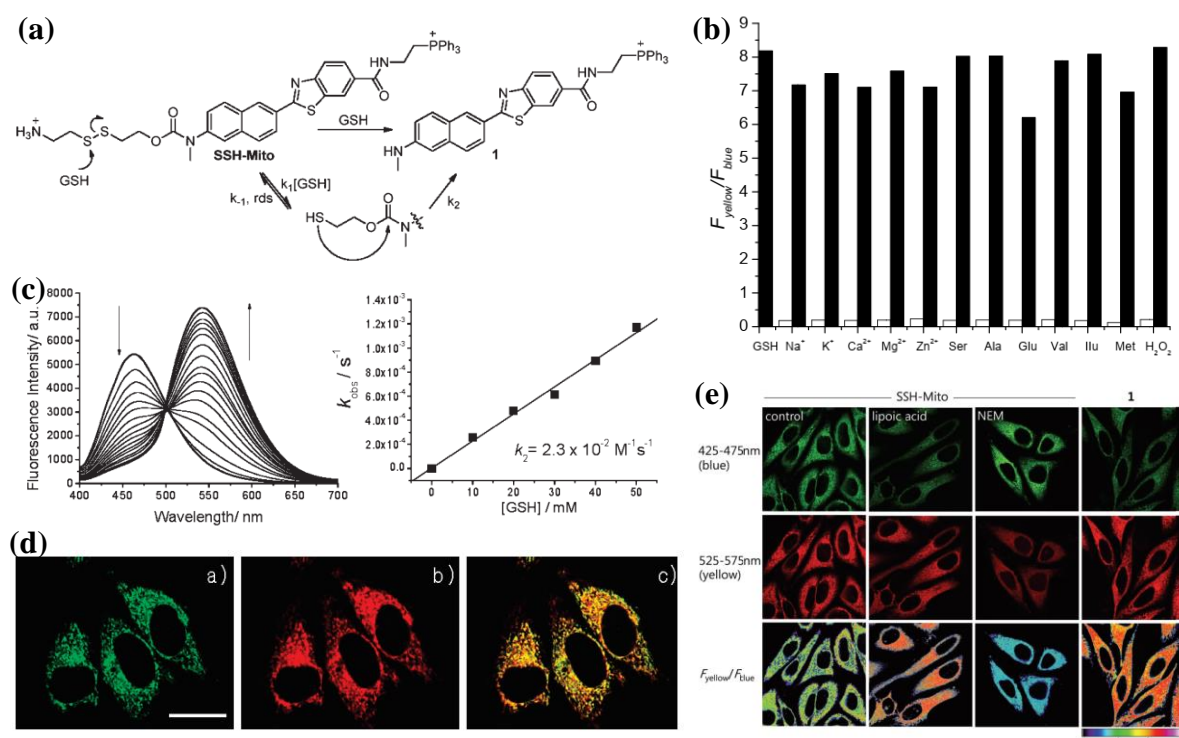 (a)
PPh3
+
HN
O
N
S
H3N
+
S
S
O
O
N
SSH-Mito
GSH
GSH
PPh3
+
HN
O
N
S
HN
1
k1[GSH]
k-1, rds
k2
HS
O
O
N
(b)
Fyellow/Fblue
9
8
7
6
5
4
3
2
1
0
GSH Na+ K+ Ca2+ Mg2+ Zn2+ Ser Ala Glu Val Ilu Met H2O2
(c)
Fluorescence Intensity/ a.u.
8000
7000
6000
5000
4000
3000
2000
1000
0
400 450 500 550 600 650 700
Wavelength/ nm
kobs / s-1
1.4x10-3
1.2x10-3
1.0x10-3
8.0x10-4
6.0x10-4
4.0x10-4
2.0x10-4
0.0
k2= 2.3 x 10-2 M-1s-1
0 10 20 30 40 50
[GSH] / mM
(d)
a)
b)
c)
(e)
SSH-Mito
1
control
lipoic acid
NEM
425-475nm
(blue)
525-575nm
(yellow)
Fyellow/Fblue